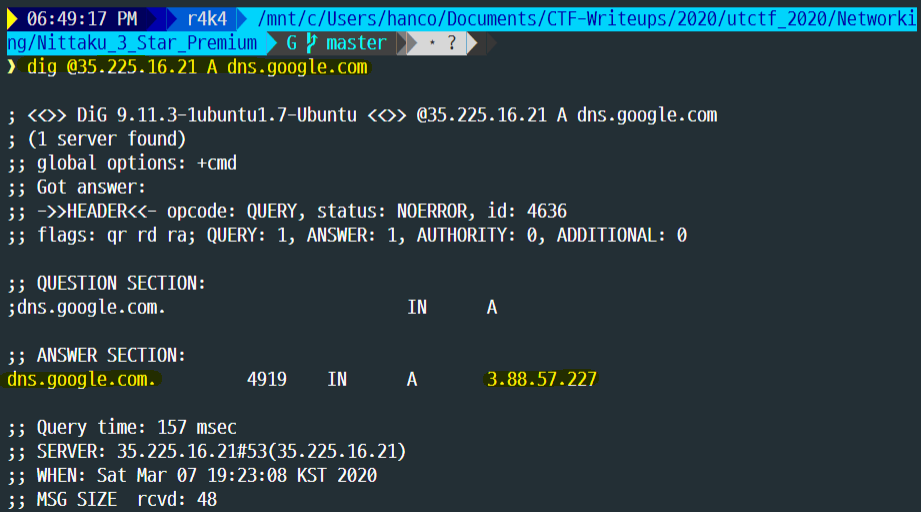 06:49:17 PM r4k4 /mnt/c/Users/hanco/Documents/CTF-Writeups/2020/utctf_2020/Networki
ng/Nittaku_3_Star_Premium G master * ?
❯ dig @35.225.16.21 A dns.google.com
; <<>> DiG 9.11.3-1ubuntu1.7-Ubuntu <<>> @35.225.16.21 A dns.google.com
; (1 server found)
;; global options: +cmd
;; Got answer:
;; ->>HEADER<<- opcode: QUERY, status: NOERROR, id: 4636
;; flags: qr rd ra; QUERY: 1, ANSWER: 1, AUTHORITY: 0, ADDITIONAL: 0
;; QUESTION SECTION:
;dns.google.com. IN A
;; ANSWER SECTION:
dns.google.com. 4919 IN A 3.88.57.227
;; Query time: 157 msec
;; SERVER: 35.225.16.21#53(35.225.16.21)
;; WHEN: Sat Mar 07 19:23:08 KST 2020
;; MSG SIZE rcvd: 48